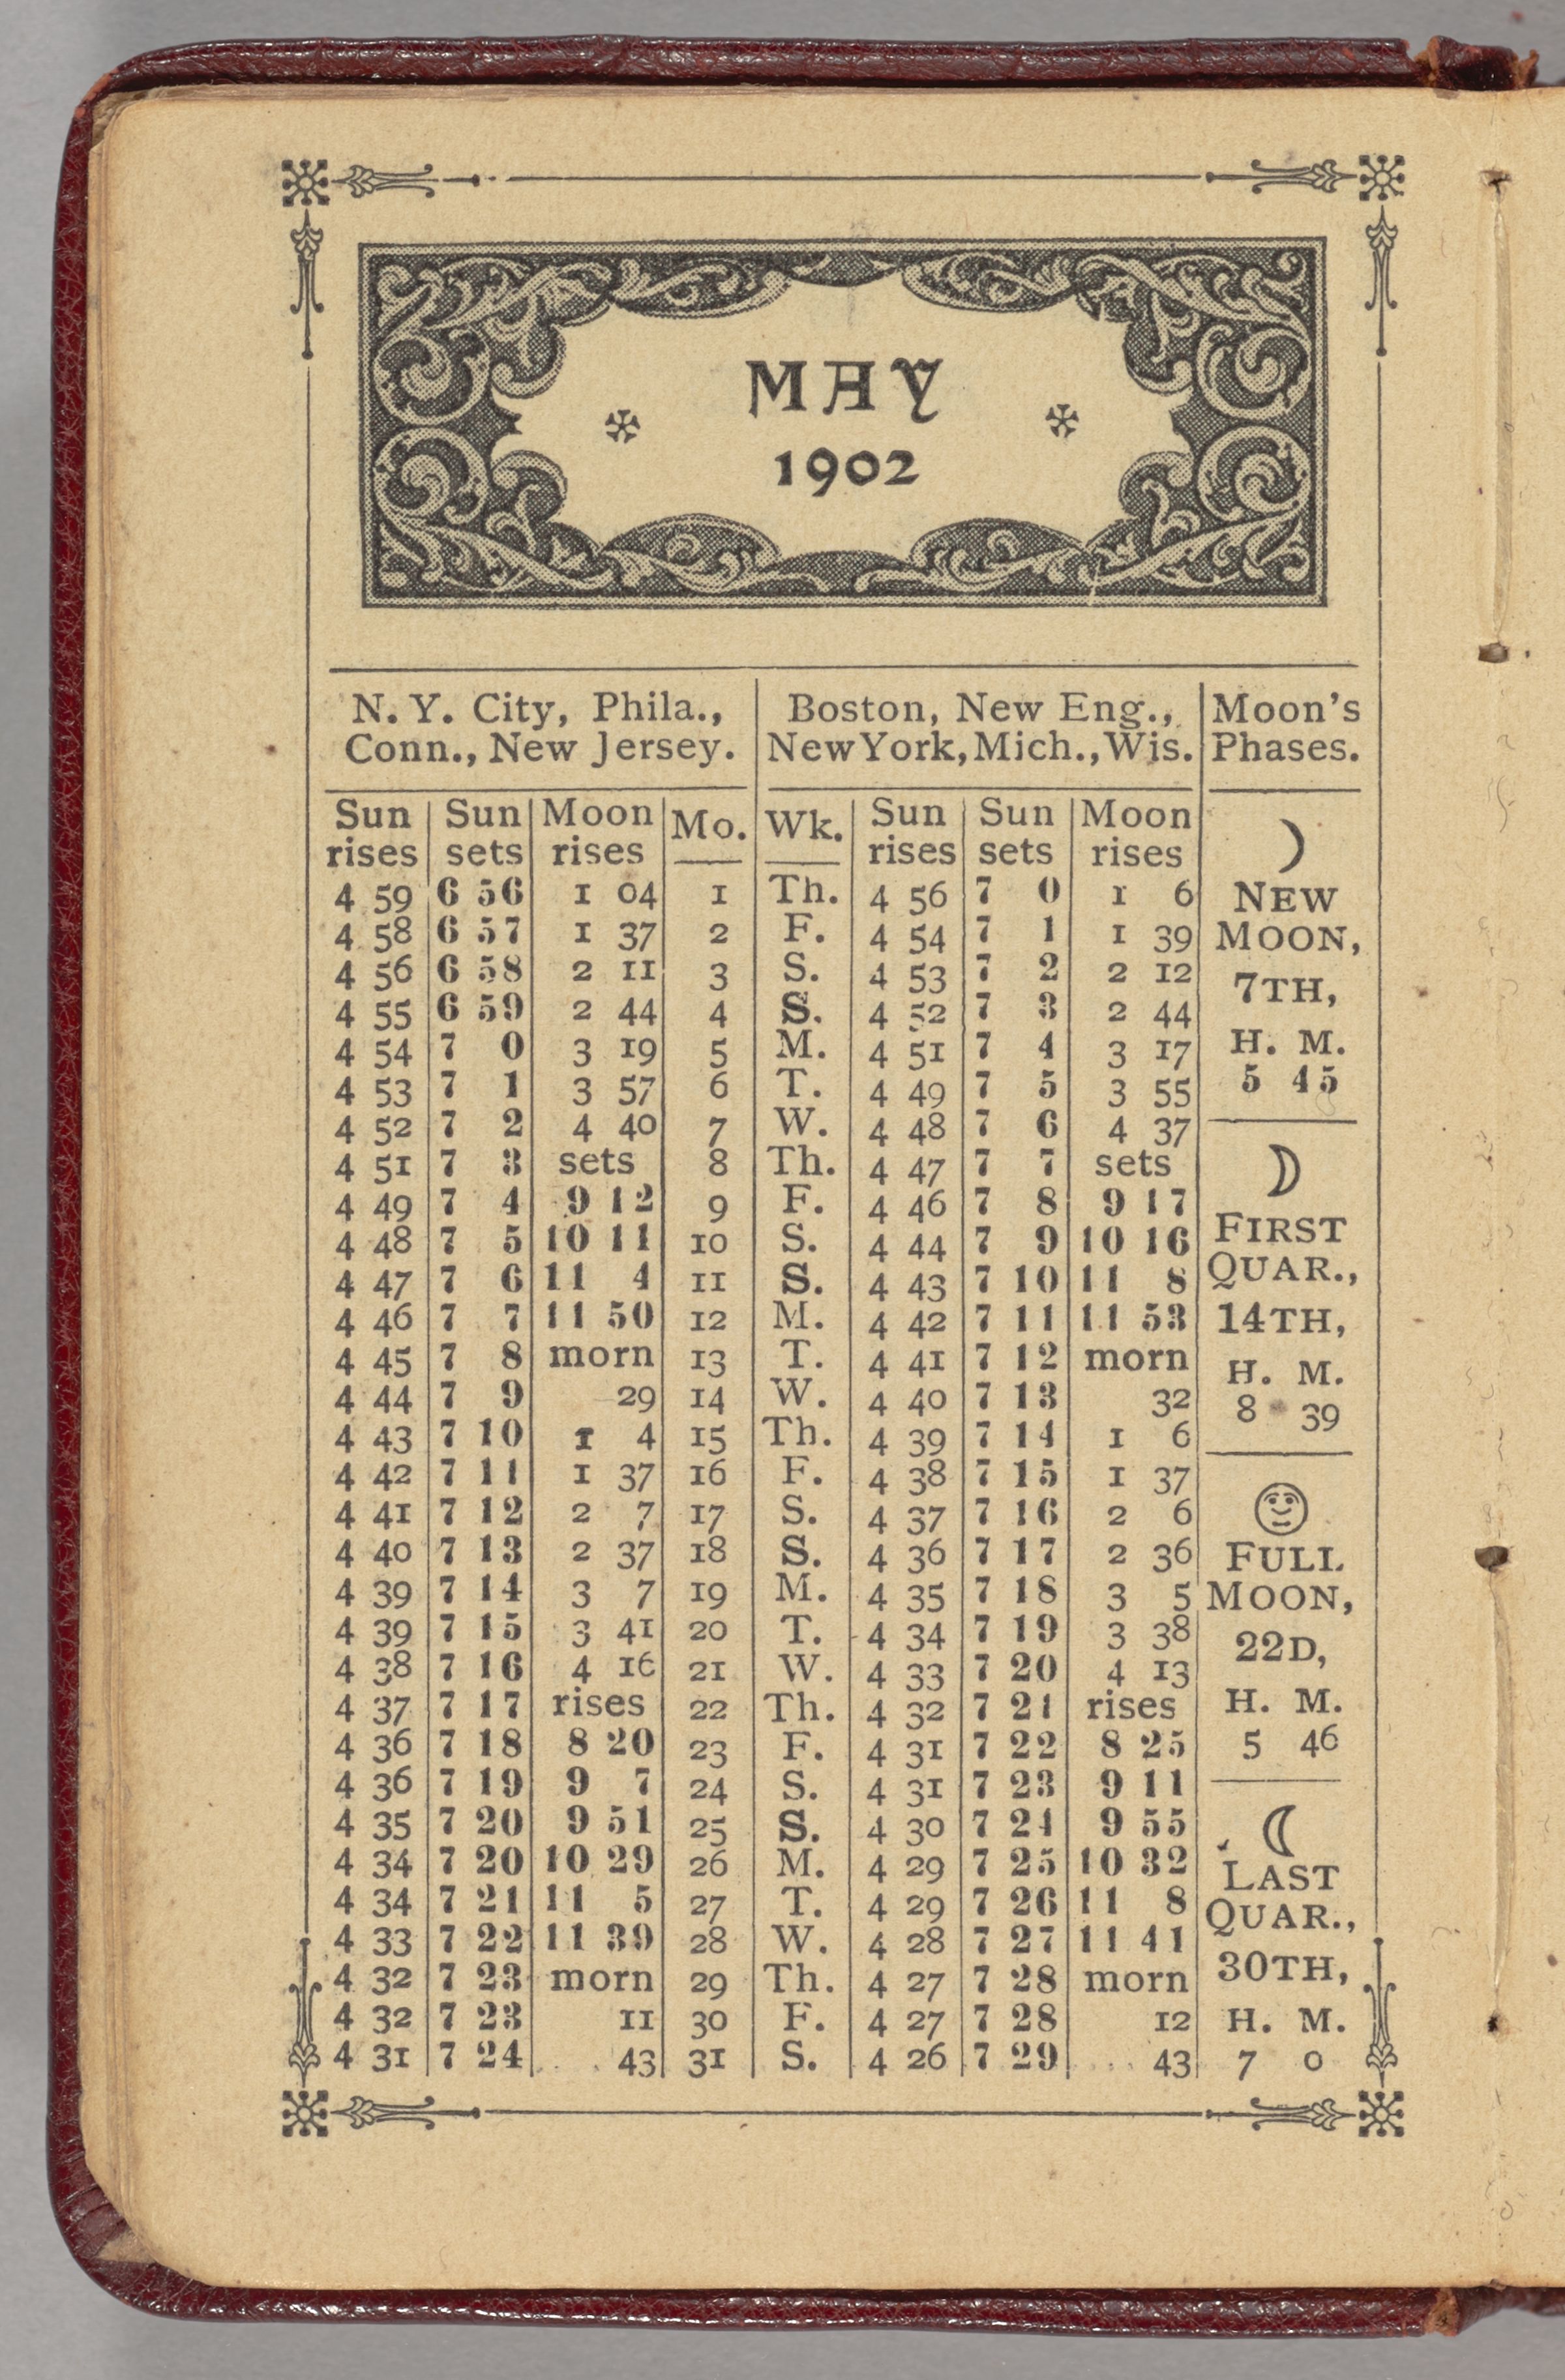 MAY
1902
N. Y. City, Phila., Boston, New Eng., Moon's
Conn., New Jersey. New York, Mich., Wis. Phases.
Sun Sun Moon Mo. Wk. Sun Sun Moon
rises sets rises rises sets rises
4 59 6 56 1 04 1 Th. 4 56 7 0 1 6 NEW
4 58 6 57 1 37 2 F. 4 54 7 1 1 39 MOON,
4 56 6 58 2 11 3 S. 4 53 7 2 2 12 7TH,
4 55 6 59 2 44 4 S. 4 52 7 3 2 44
4 54 7 0 3 19 5 M. 4 51 7 4 3 17 H. M.
4 53 7 1 3 57 6 T. 4 49 7 5 3 55 5 45
4 52 7 2 4 40 7 W. 4 48 7 6 4 37
4 51 7 3 sets 8 Th. 4 47 7 7 sets
4 49 7 4 9 12 9 F. 4 46 7 8 9 17 FIRST
4 48 7 5 10 11 10 S. 4 44 7 9 10 16 QUAR.,
4 47 7 6 11 4 11 S. 4 43 7 10 11 8
4 46 7 7 11 50 12 M. 4 42 7 11 11 53 14TH,
4 45 7 8 morn 13 T. 4 41 7 12 morn H. M.
4 44 7 9 29 14 W. 4 40 7 13 32 8 39
4 43 7 10 1 4 15 Th. 4 39 7 14 1 6
4 42 7 11 1 37 16 F. 4 38 7 15 1 37
4 41 7 12 2 7 17 S. 4 37 7 16 2 6
4 40 7 13 2 37 18 S. 4 36 7 17 2 36 FULL
4 39 7 14 3 7 19 M. 4 35 7 18 3 5 MOON,
4 39 7 15 3 41 20 T. 4 34 7 19 3 38 22D,
4 38 7 16 4 16 21 W. 4 33 7 20 4 13
4 37 7 17 rises 22 Th. 4 32 7 21 rises H. M.
4 36 7 18 8 20 23 F. 4 31 7 22 8 25 5 46
4 36 7 19 9 7 24 S. 4 31 7 23 9 11
4 35 7 20 9 51 25 S. 4 30 7 24 9 55
4 34 7 20 10 29 26 M. 4 29 7 25 10 32 LAST
4 34 7 21 11 5 27 T. 4 29 7 26 11 8 QUAR.,
4 33 7 22 11 39 28 W. 4 28 7 27 11 41
4 32 7 23 morn 29 Th. 4 27 7 28 morn 30TH,
4 32 7 23 11 30 F. 4 27 7 28 12 H. M.
4 31 7 24 43 31 S. 4 26 7 29 43 7 0